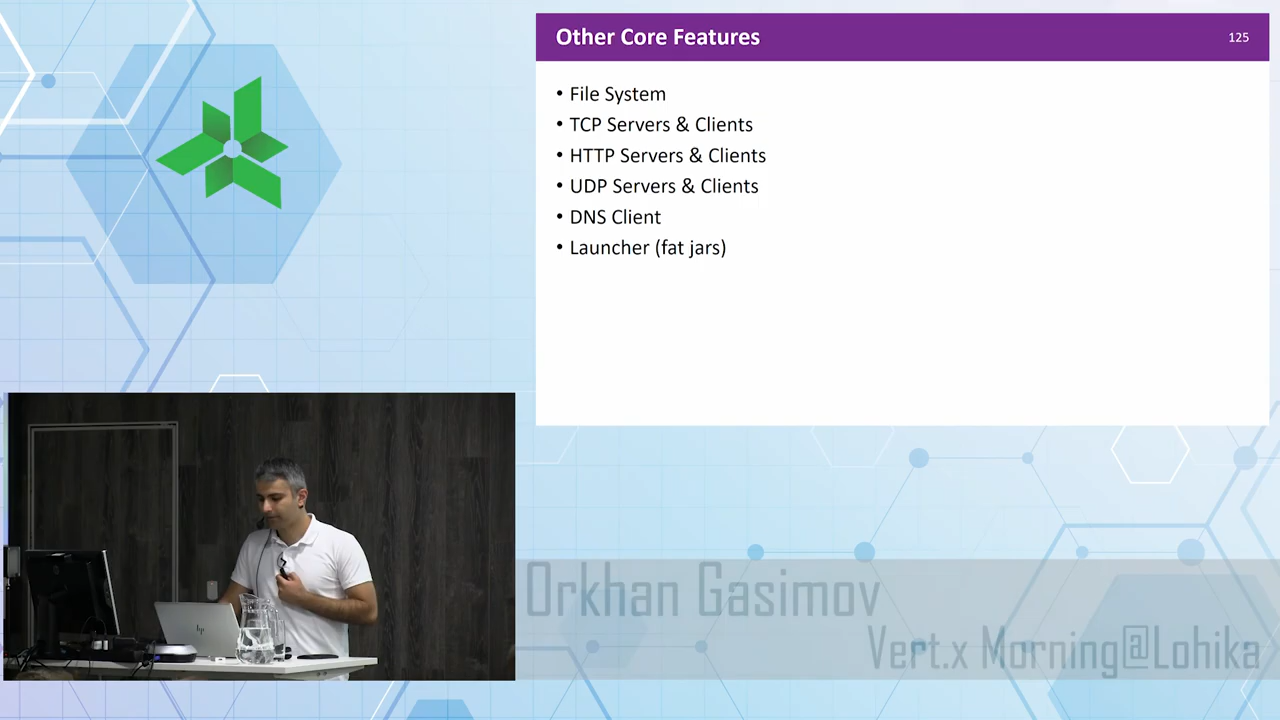 Other Core Features
125
• File System
• TCP Servers & Clients
• HTTP Servers & Clients
• UDP Servers & Clients
• DNS Client
• Launcher (fat jars)
hp
Orkhan Gasimov
Vert.x Morning@Lohika